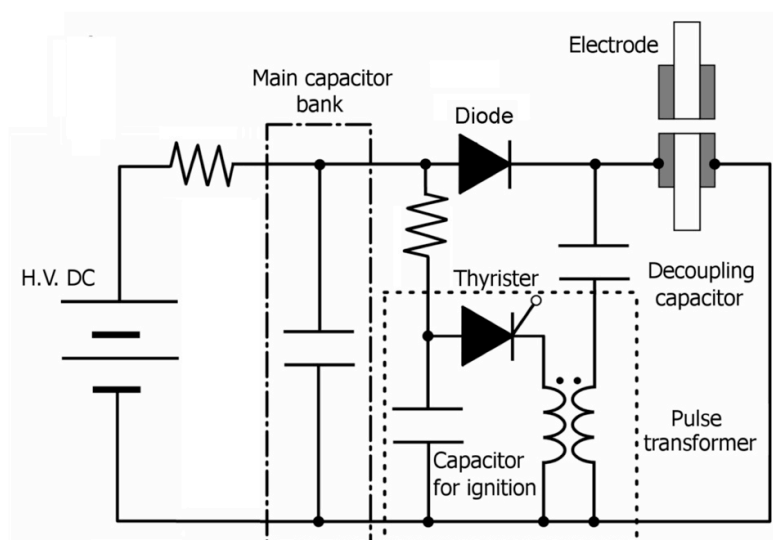 Electrode
Main capacitor
bank
Diode
H.V. DC
Thyrister
Decoupling
capacitor
Pulse
transformer
Capacitor
for ignition